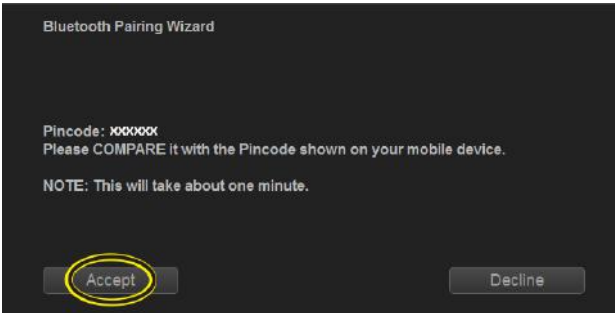 Bluetooth Pairing Wizard
Pincode: xxxxxx
Please COMPARE it with the Pincode shown on your mobile device.
NOTE: This will take about one minute.
Accept
Decline